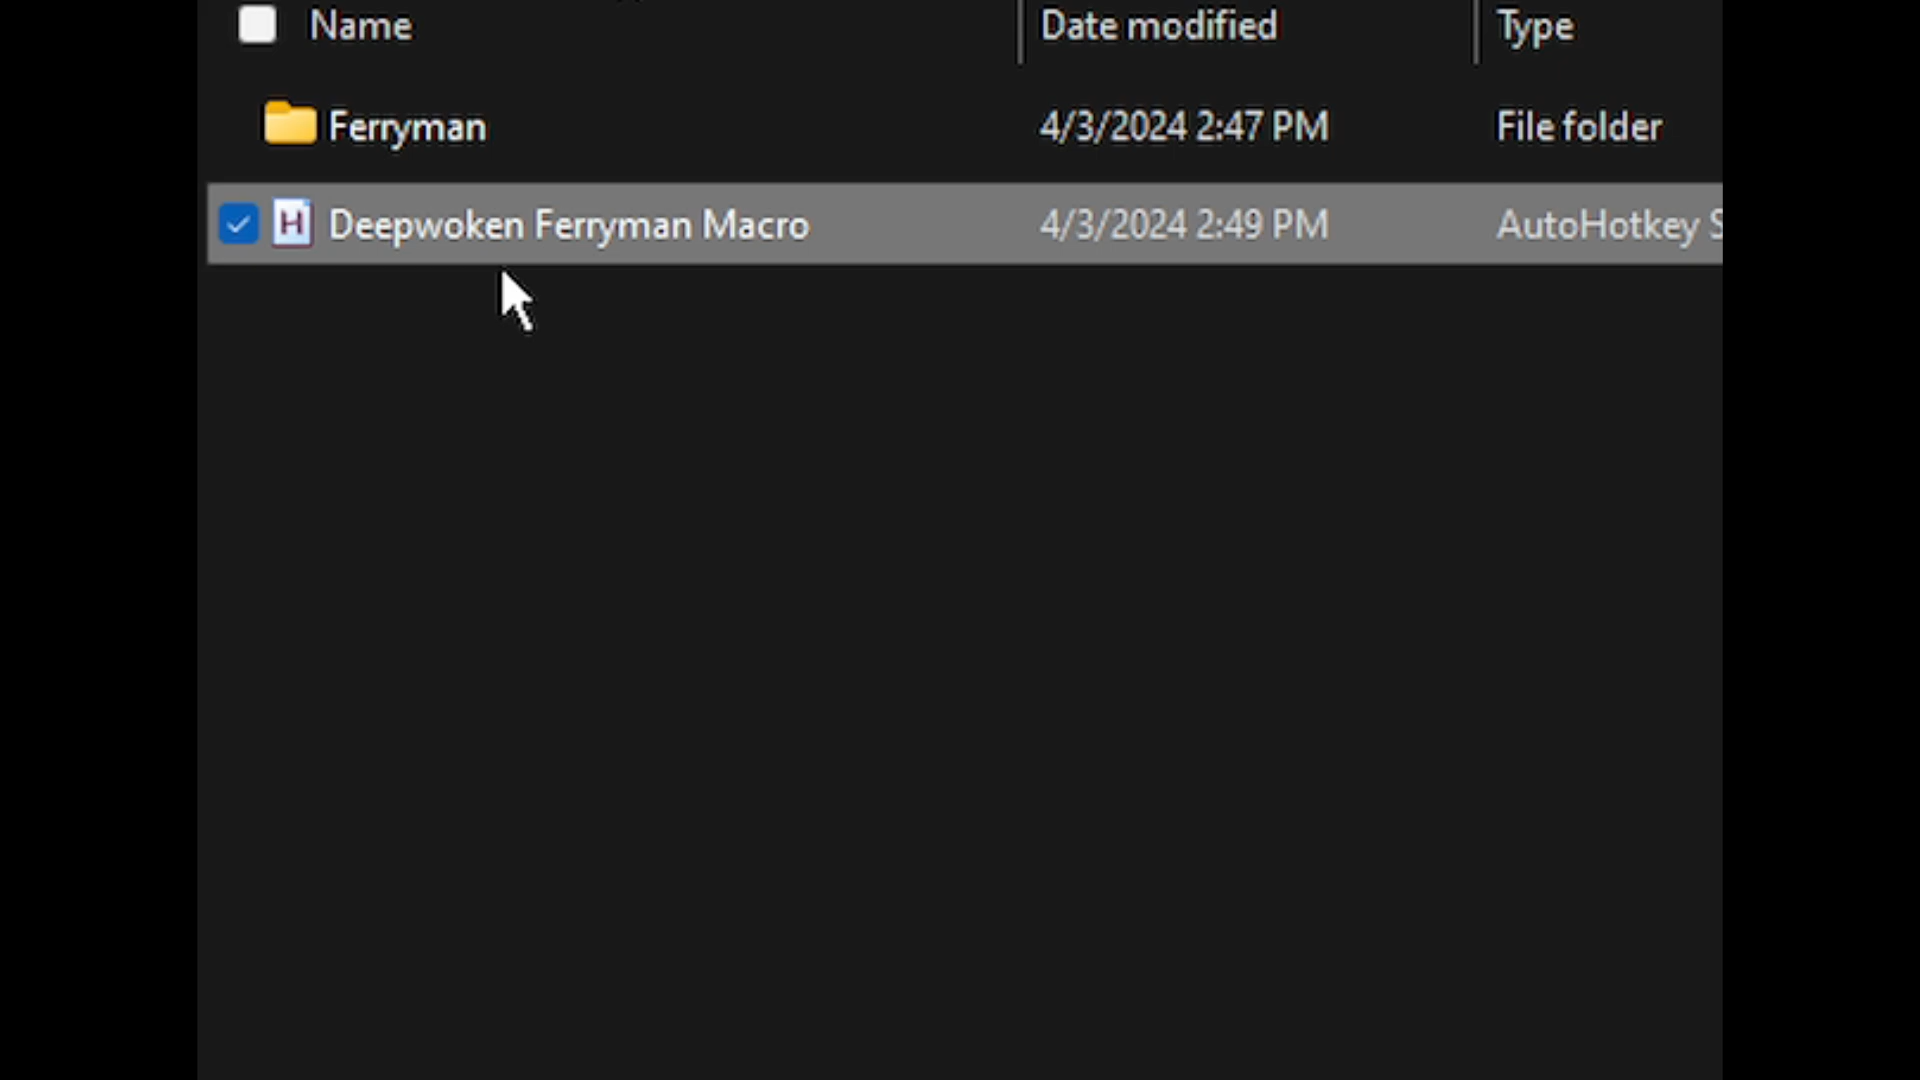 Name Date modified Type
Ferryman 4/3/2024 2:47 PM File folder
H Deepwoken Ferryman Macro 4/3/2024 2:49 PM AutoHotkey S